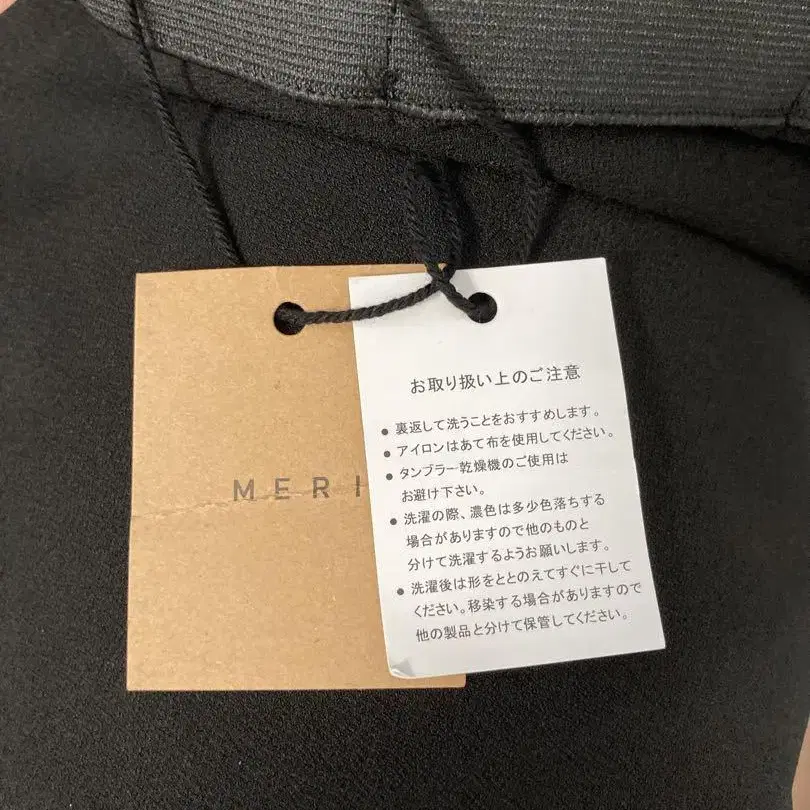 MERI
お取り扱い上のご注意
● 裏返して洗うことをおすすめします。
● アイロンはあて布を使用してください。
● タンブラー乾燥機のご使用は
お避け下さい。
● 洗濯の際、濃色は多少色落ちする
場合がありますので他のものと
分けて洗濯するようお願いします。
● 洗濯後は形をととのえてすぐに干して
ください。移染する場合がありますので
他の製品と分けて保管してください。